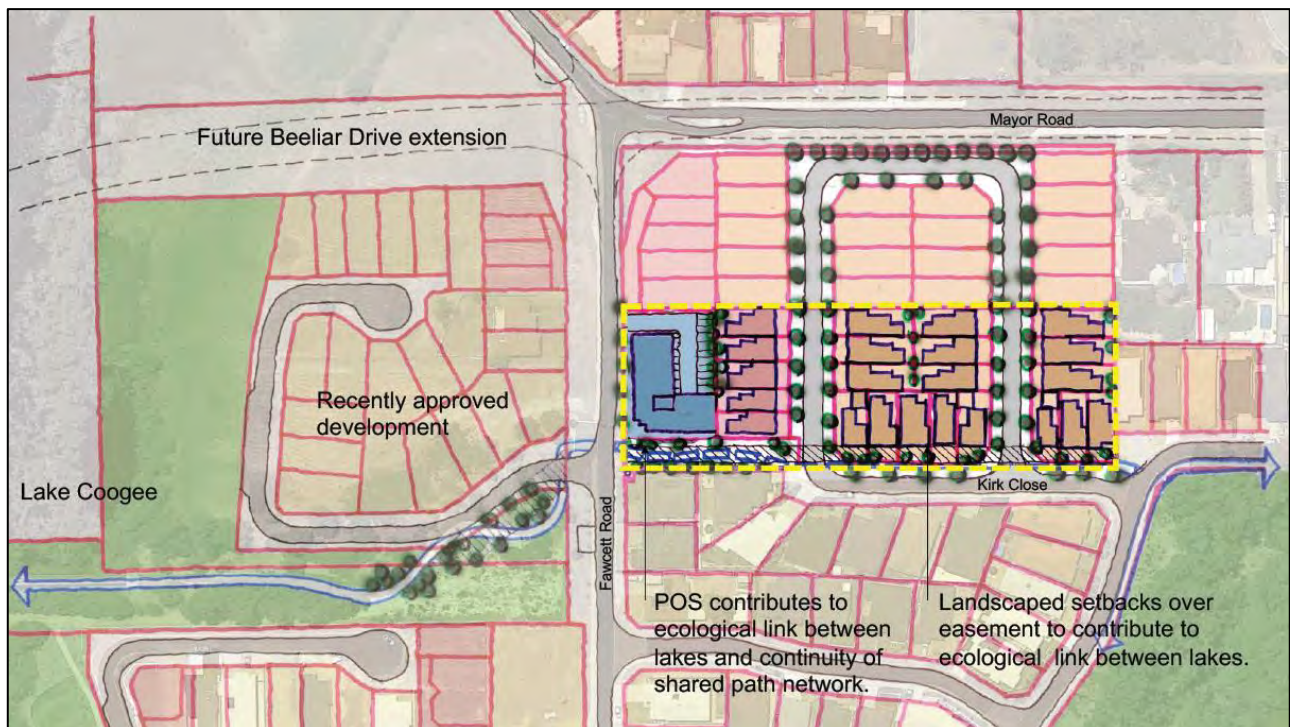 Future Beeliar Drive extension
Mayor Road
Recently approved
development
Lake Coogee
Kirk Close
Fawcett Road
POS contributes to
ecological link between
lakes and continuity of
shared path network.
Landscaped setbacks over
easement to contribute to
ecological link between lakes.